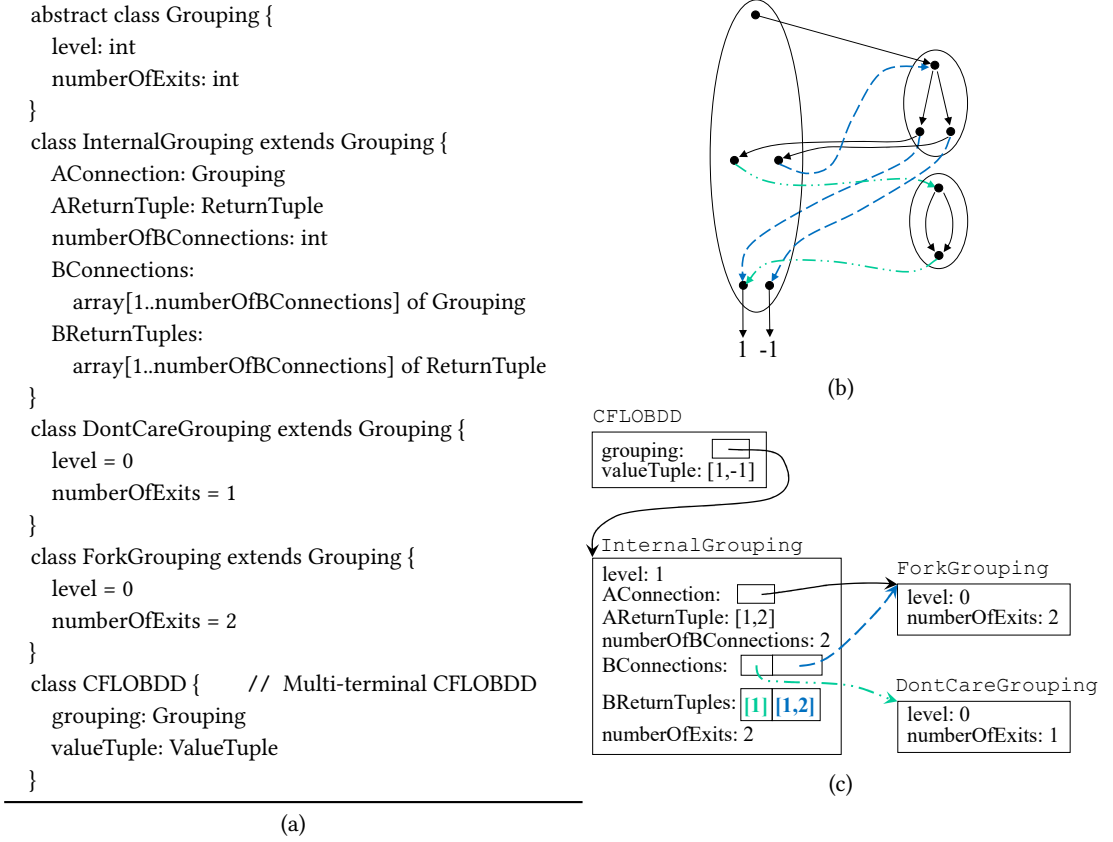 abstract class Grouping {
level: int
numberOfExits: int
}
class InternalGrouping extends Grouping {
AConnection: Grouping
AReturnTuple: ReturnTuple
numberOfBConnections: int
BConnections:
array[1..numberOfBConnections] of Grouping
BReturnTuples:
array[1..numberOfBConnections] of ReturnTuple
}
class DontCareGrouping extends Grouping {
level = 0
numberOfExits = 1
}
class ForkGrouping extends Grouping {
level = 0
numberOfExits = 2
}
class CFLOBDD { // Multi-terminal CFLOBDD
grouping: Grouping
valueTuple: ValueTuple
}
(a)
1 -1
(b)
CFLOBDD
grouping:
valueTuple: [1,-1]
InternalGrouping
level: 1
AConnection:
AReturnTuple: [1,2]
numberOfBConnections: 2
BConnections:
BReturnTuples: [1] [1,2]
numberOfExits: 2
ForkGrouping
level: 0
numberOfExits: 2
DontCareGrouping
level: 0
numberOfExits: 1
(c)